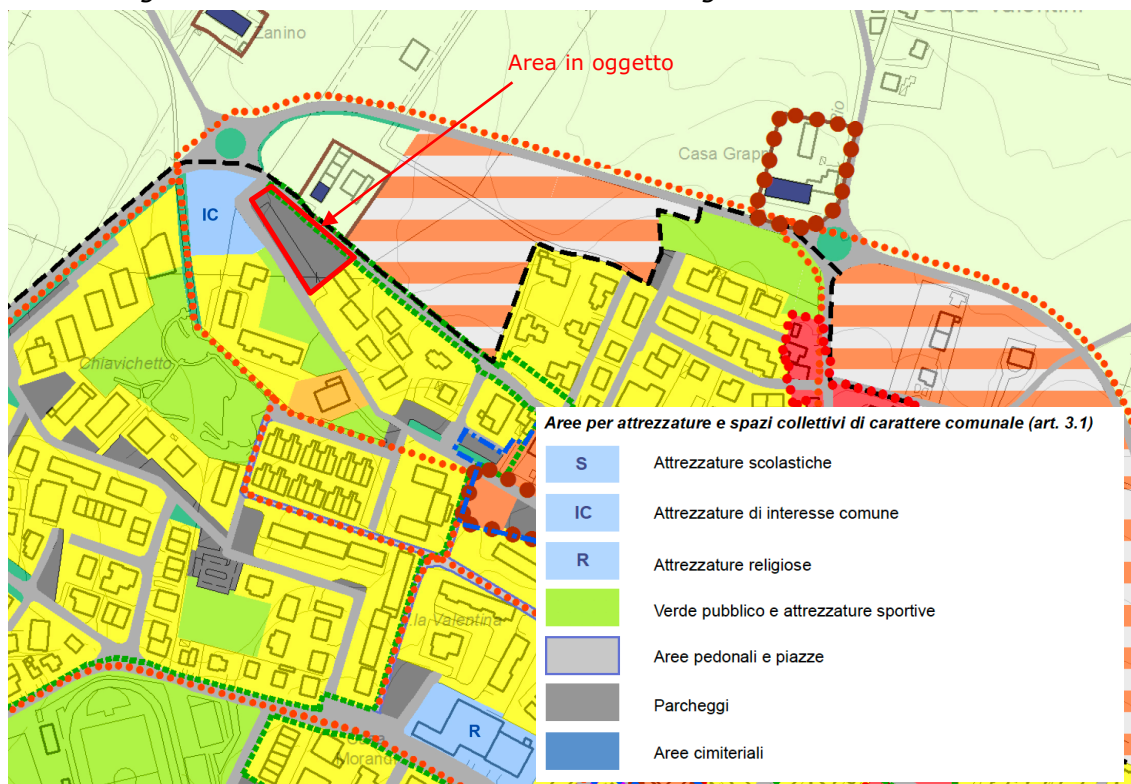 Zanino
Area in oggetto
Casa Grappi
IC
Chiavichetto
Aree per attrezzature e spazi collettivi di carattere comunale (art. 3.1)
S Attrezzature scolastiche
IC Attrezzature di interesse comune
R Attrezzature religiose
Verde pubblico e attrezzature sportive
Aree pedonali e piazze
Parcheggi
Aree cimiteriali
la Valentina
R
Morandi